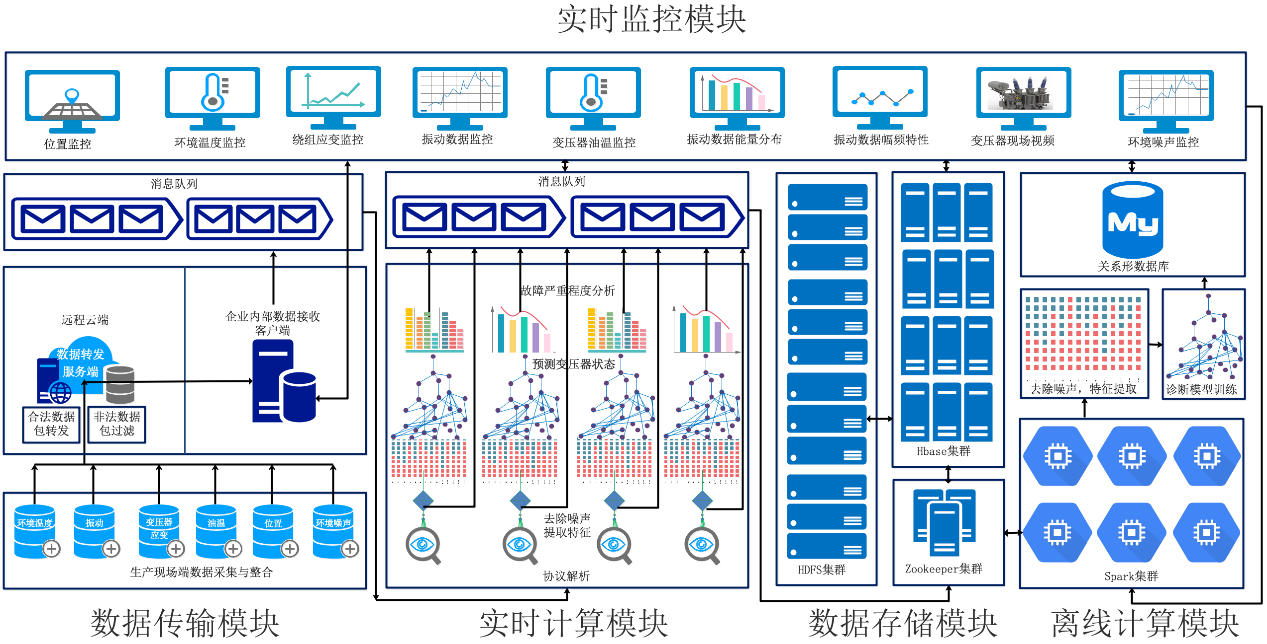 实时监控模块
位置监控
环境温度监控
绕组应变监控
振动数据监控
变压器油温监控
振动数据能量分布
振动数据幅频特性
变压器现场视频
环境噪声监控
消息队列
消息队列
My
关系形数据库
远程云端
数据转发
服务端
合法数据
包转发
非法数据
包过滤
企业内部数据接收
客户端
故障严重程度分析
预测变压器状态
去除噪声
提取特征
协议解析
HDFS集群
Hbase集群
Zookeeper集群
去除噪声，特征提取
诊断模型训练
Spark集群
环境温度
振动
变压器
应变
油温
位置
环境噪声
生产现场端数据采集与整合
数据传输模块
实时计算模块
数据存储模块
离线计算模块